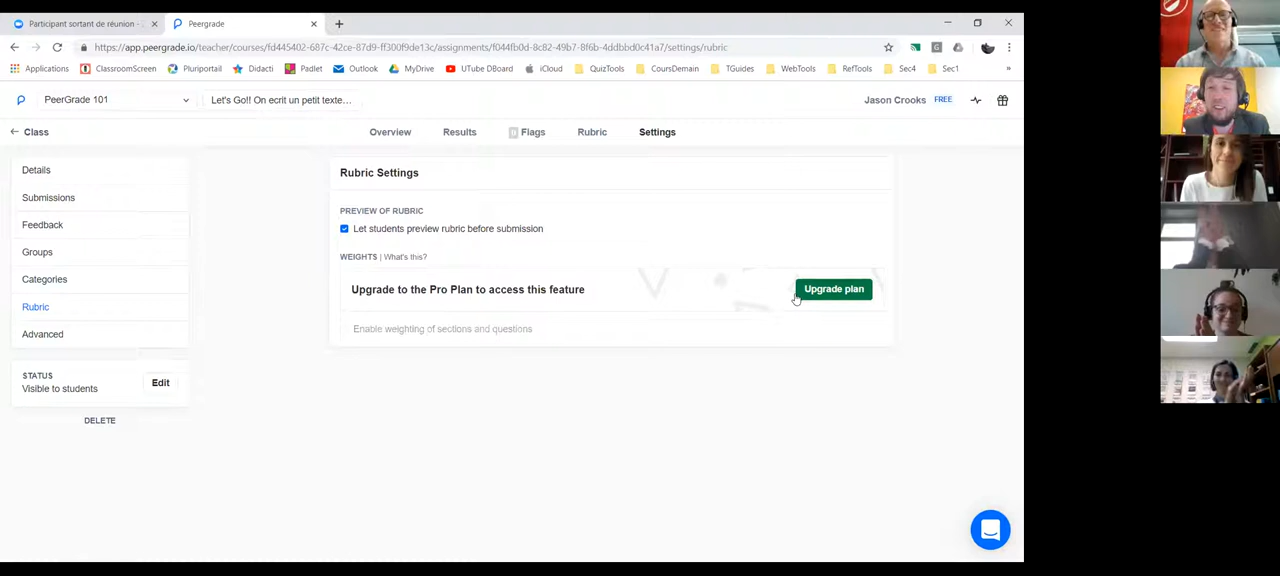 Participant sortant de réunion -
Peergrade
https://app.peergrade.io/teacher/courses/fd445402-687c-42ce-87d9-ff300f9de13c/assignments/f044fb0d-8c82-49b7-8f6b-4ddbbd0c41a7/settings/rubric
Applications ClassroomScreen Pluriportail Didacti Padlet Outlook MyDrive UTube DBoard iCloud QuizTools CoursDemain TGuides WebTools RefTools Sec4 Sec1 »
PeerGrade 101 Let's Go!! On ecrit un petit texte… Jason Crooks FREE
Class Overview Results 0 Flags Rubric Settings
Details
Submissions
Feedback
Groups
Categories
Rubric
Advanced
STATUS
Visible to students Edit
DELETE
Rubric Settings
PREVIEW OF RUBRIC
Let students preview rubric before submission
WEIGHTS | What's this?
Upgrade to the Pro Plan to access this feature Upgrade plan
Enable weighting of sections and questions